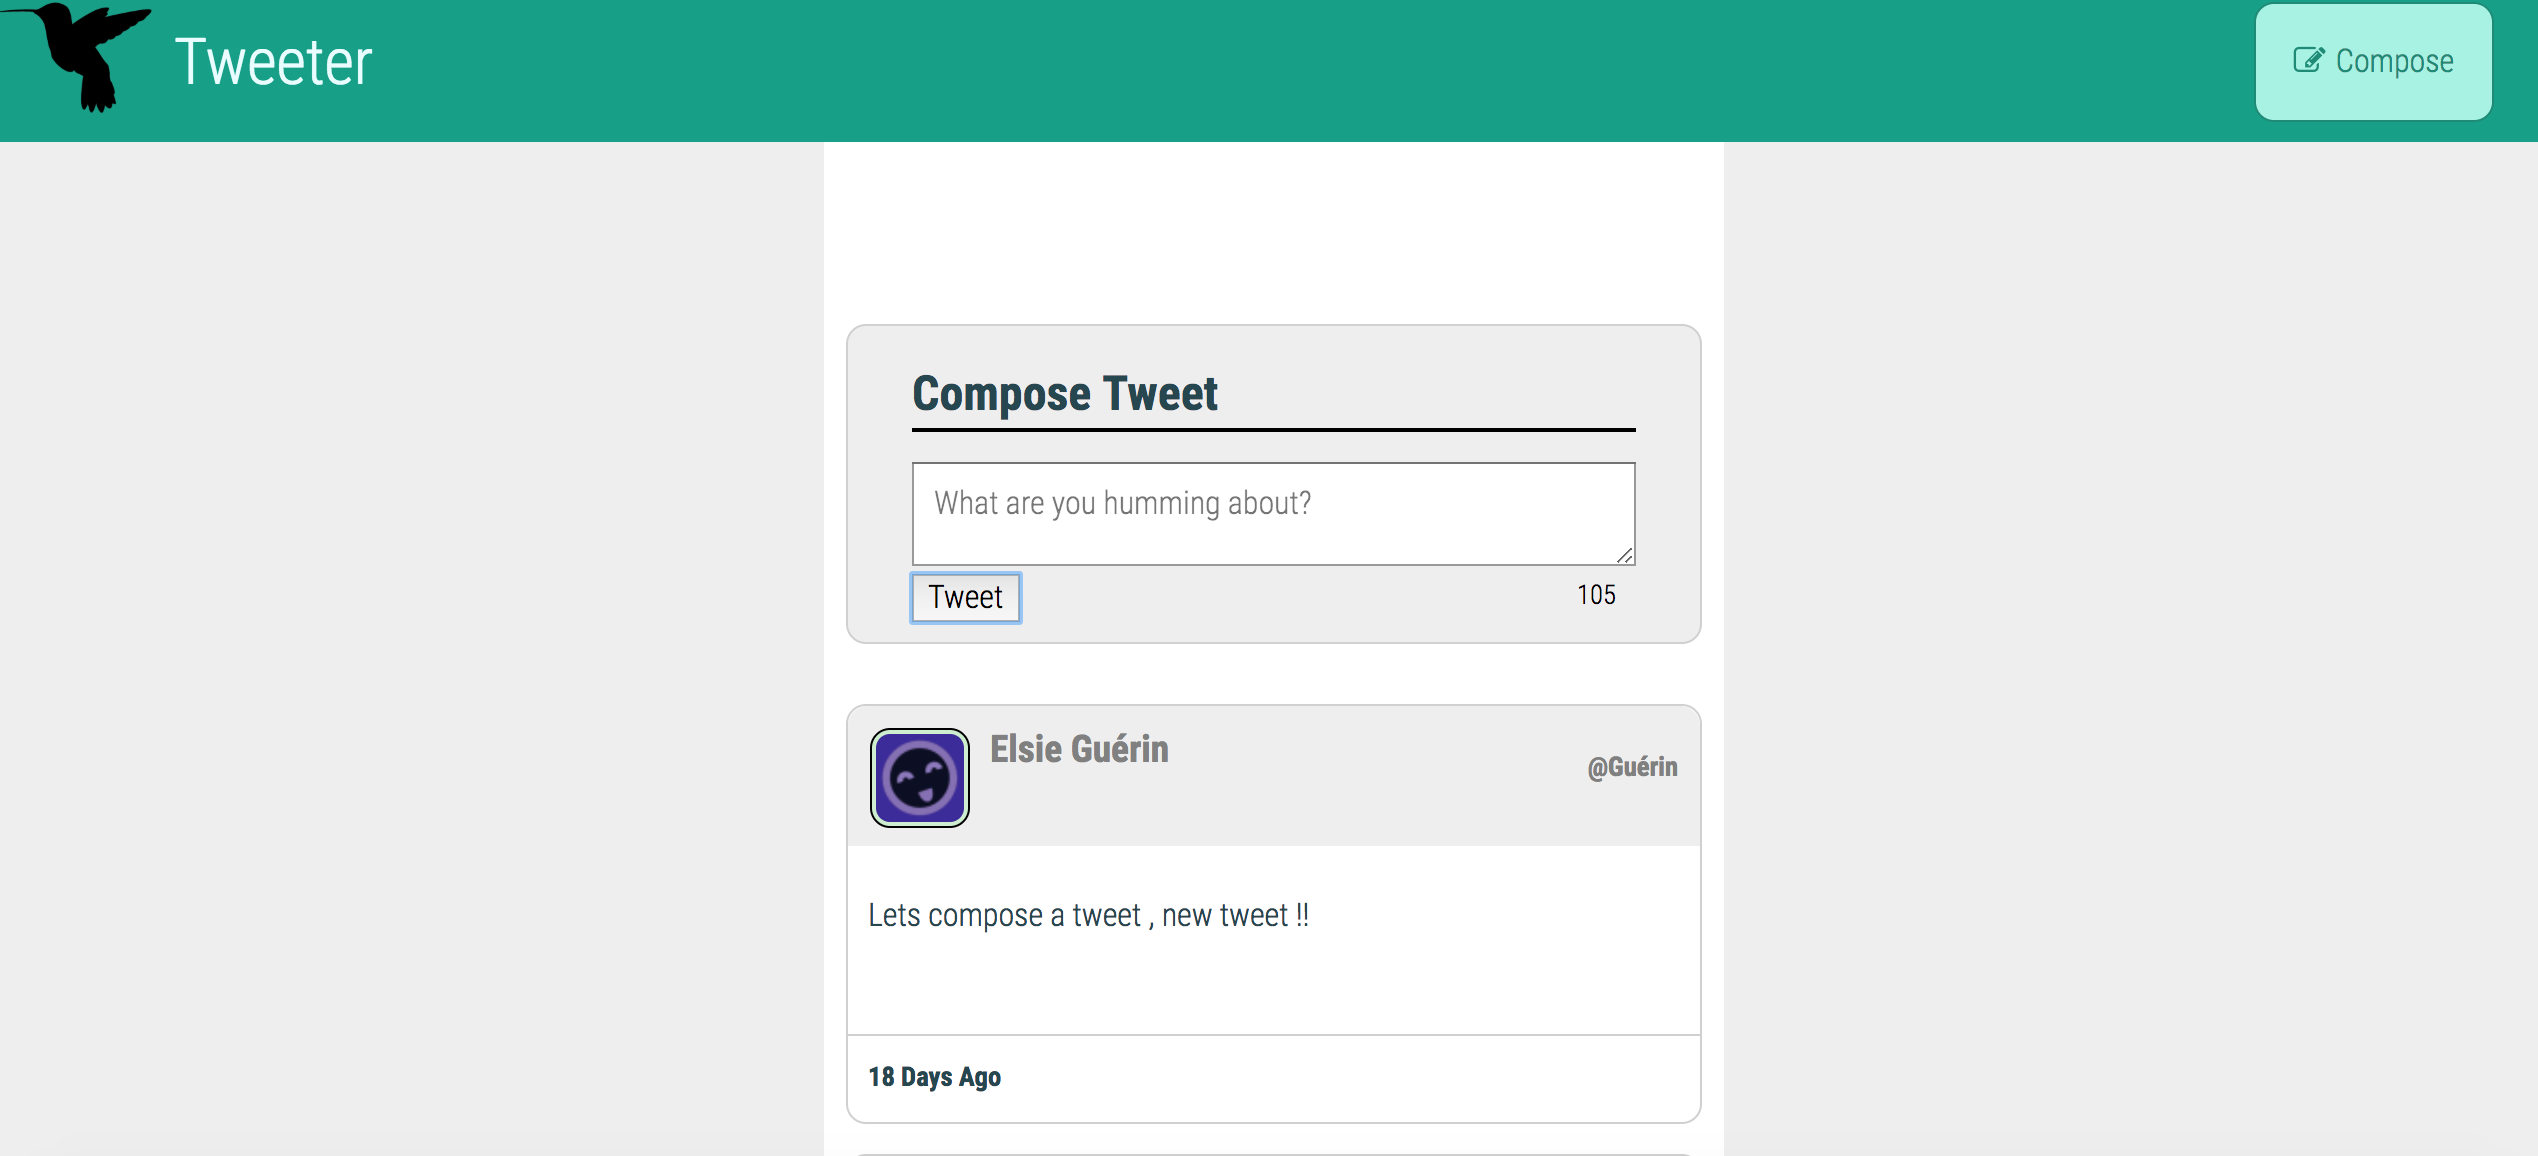 Tweeter
Compose
Compose Tweet
What are you humming about?
Tweet
105
Elsie Guérin
@Guérin
Lets compose a tweet , new tweet !!
18 Days Ago